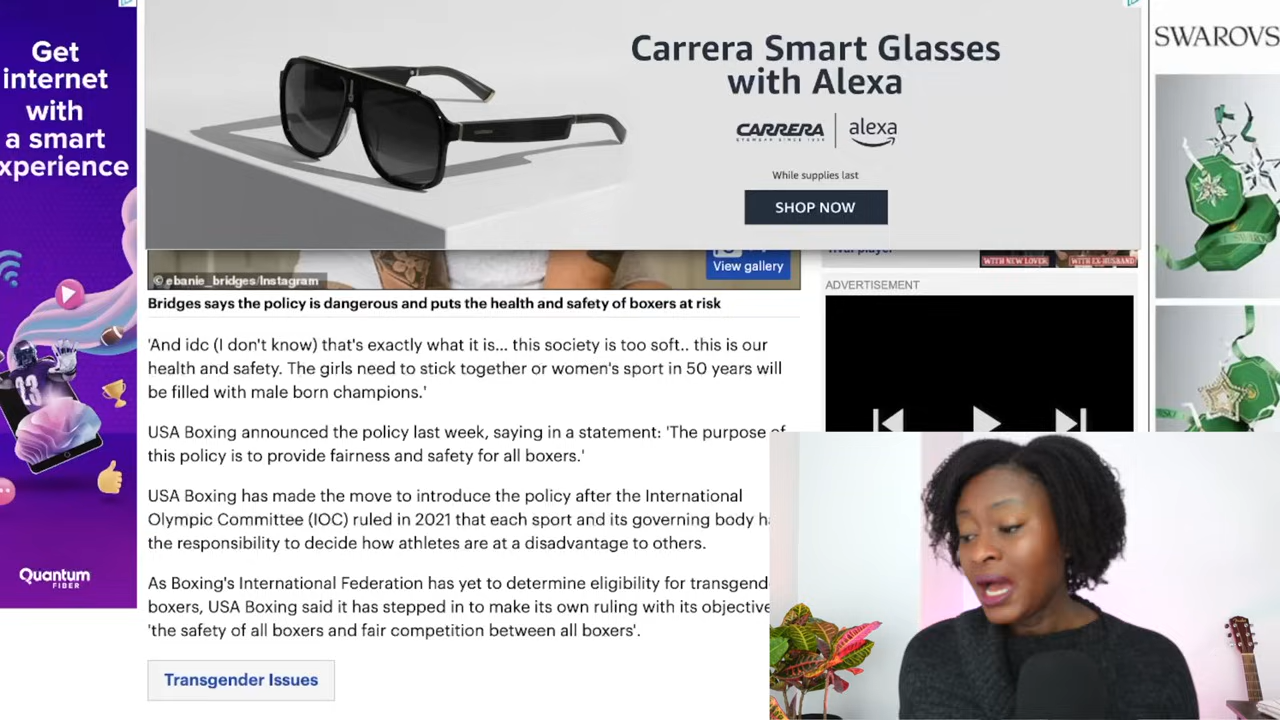 Get
internet
with
a smart
xperience
Quantum
FIBER
Carrera Smart Glasses
with Alexa
CARRERA
alexa
While supplies last
SHOP NOW
SWAROVS
© ebanie_bridges/Instagram
View gallery
WITH NEW LOVER
WITH EX-HUSBAND
ADVERTISEMENT
Bridges says the policy is dangerous and puts the health and safety of boxers at risk
'And idc (I don't know) that's exactly what it is... this society is too soft.. this is our
health and safety. The girls need to stick together or women's sport in 50 years will
be filled with male born champions.'
USA Boxing announced the policy last week, saying in a statement: 'The purpose of
this policy is to provide fairness and safety for all boxers.'
USA Boxing has made the move to introduce the policy after the International
Olympic Committee (IOC) ruled in 2021 that each sport and its governing body h
the responsibility to decide how athletes are at a disadvantage to others.
As Boxing's International Federation has yet to determine eligibility for transgend
boxers, USA Boxing said it has stepped in to make its own ruling with its objective
'the safety of all boxers and fair competition between all boxers'.
Transgender Issues